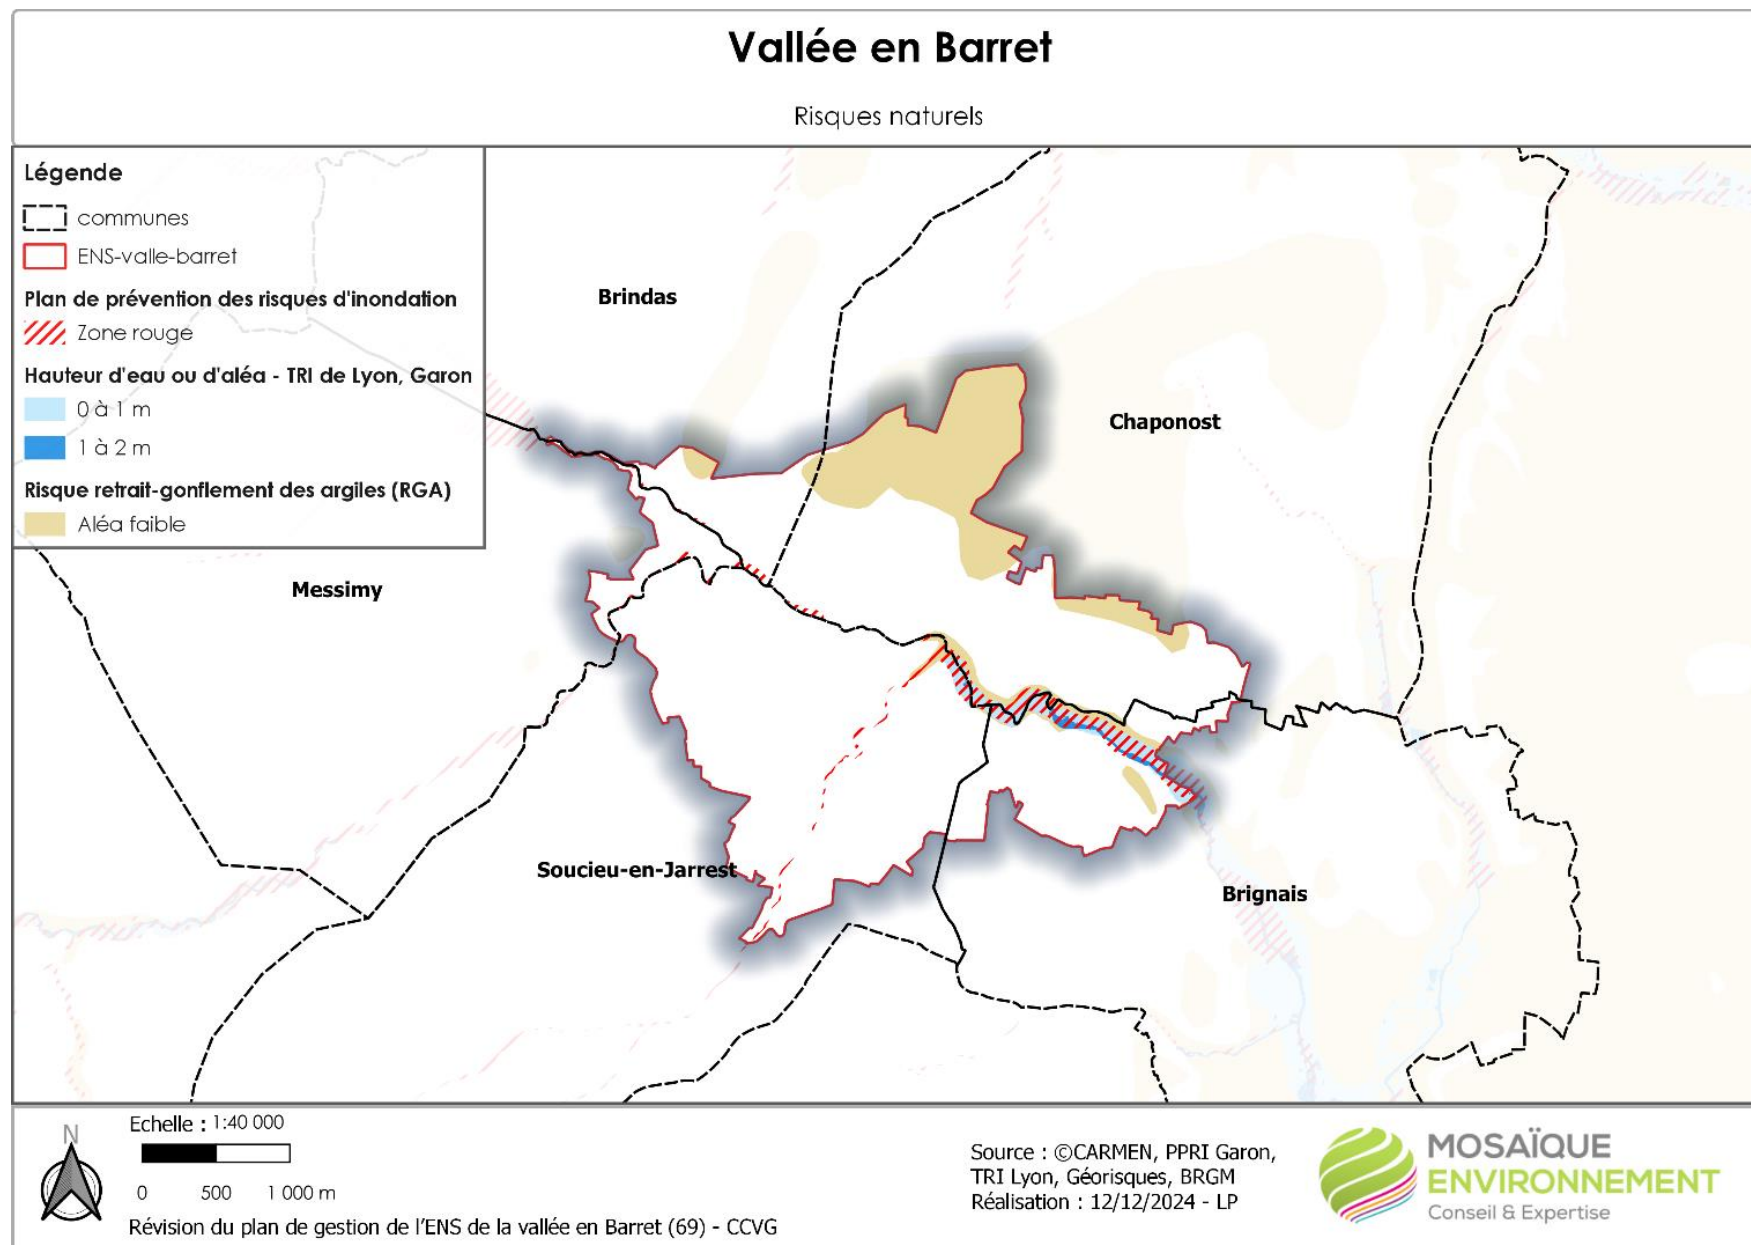 Vallée en Barret
Risques naturels
Légende
communes
ENS-valle-barret
Plan de prévention des risques d'inondation
Zone rouge
Hauteur d'eau ou d'aléa - TRI de Lyon, Garon
0 à 1 m
1 à 2 m
Risque retrait-gonflement des argiles (RGA)
Aléa faible
Brindas
Chaponost
Messimy
Soucieu-en-Jarrest
Brignais
N
Echelle : 1:40 000
0 500 1 000 m
Révision du plan de gestion de l'ENS de la vallée en Barret (69) - CCVG
Source : ©CARMEN, PPRI Garon,
TRI Lyon, Géorisques, BRGM
Réalisation : 12/12/2024 - LP
MOSAÏQUE
ENVIRONNEMENT
Conseil & Expertise